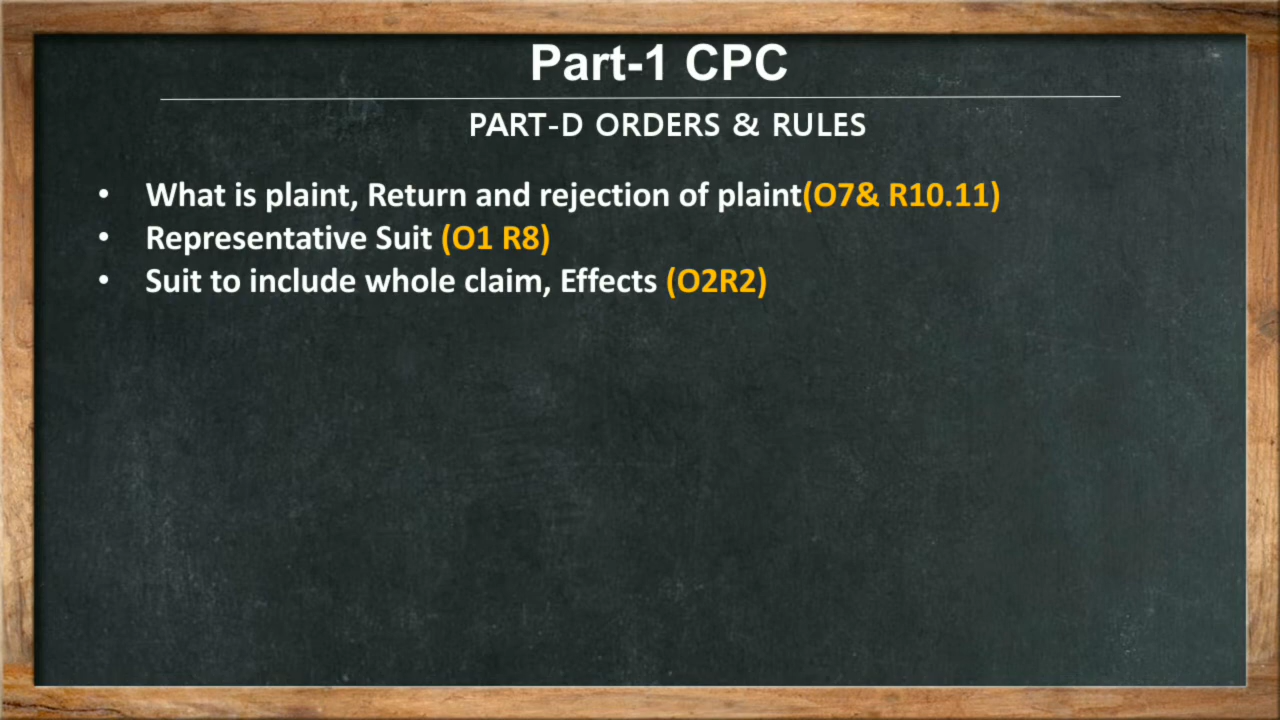 Part-1 CPC
PART-D ORDERS & RULES
• What is plaint, Return and rejection of plaint(O7& R10.11)
• Representative Suit (O1 R8)
• Suit to include whole claim, Effects (O2R2)